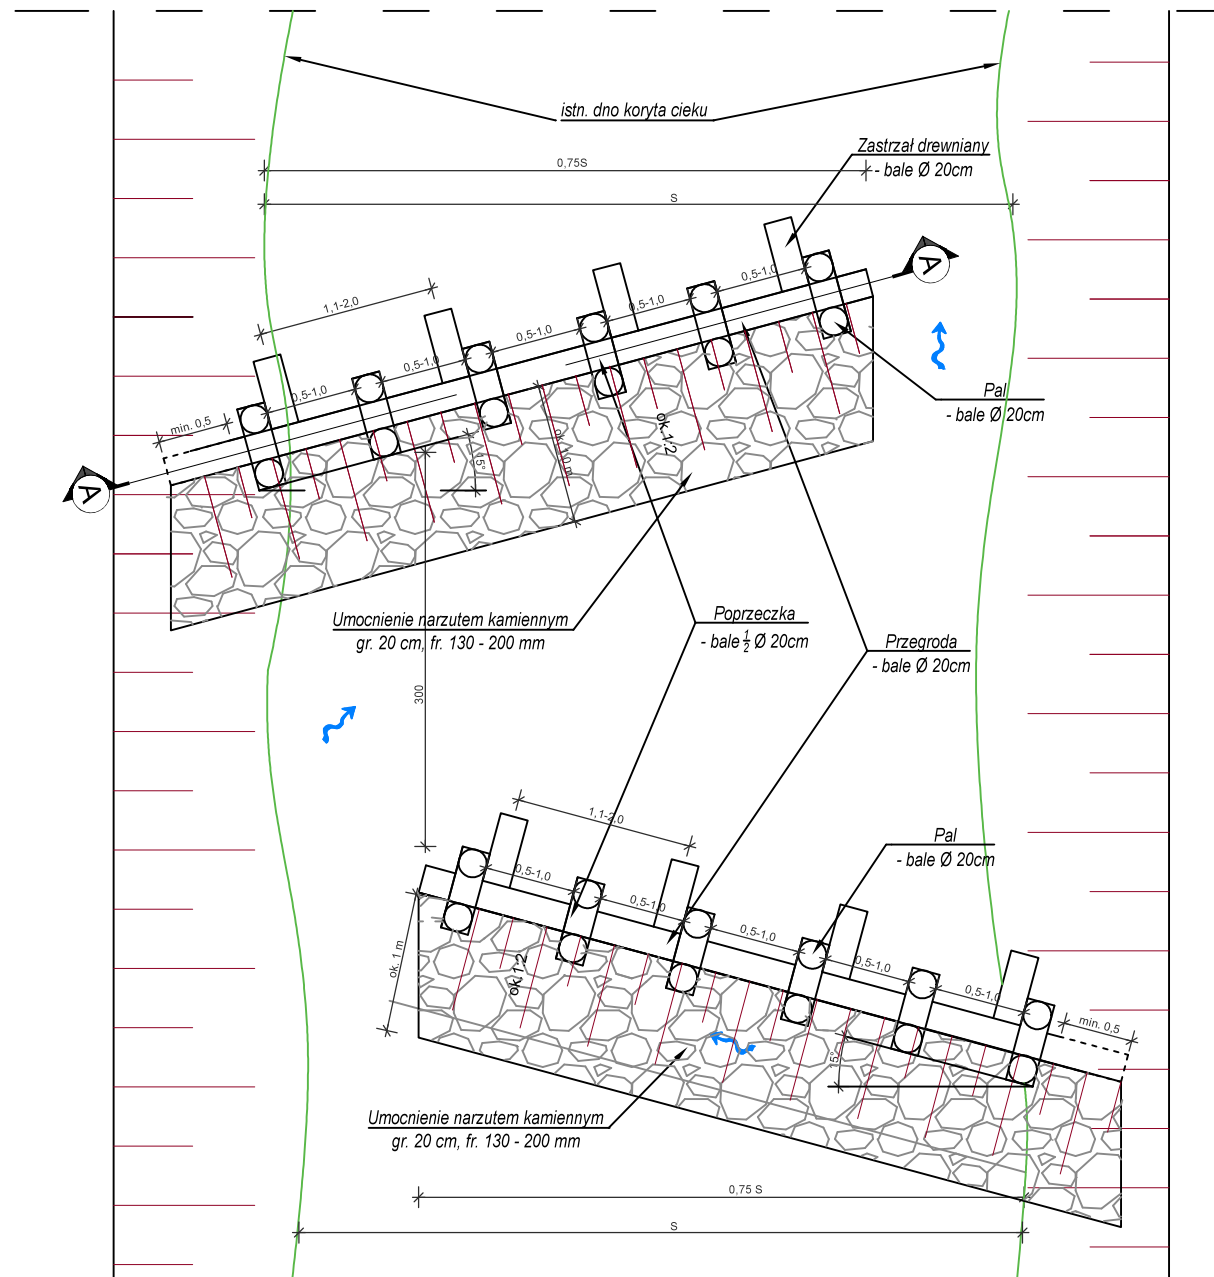 istn. dno koryta cieku
Zastrzał drewniany
- bale Ø 20cm
0,75S
S
A
0,5-1,0
0,5-1,0
1,1-2,0
0,5-1,0
0,5-1,0
0,5-1,0
min. 0,5
Pal
- bale Ø 20cm
ok.1:2
ok. 1,0 m
15°
A
Umocnienie narzutem kamiennym
gr. 20 cm, fr. 130 - 200 mm
Poprzeczka
- bale ½ Ø 20cm
Przegroda
- bale Ø 20cm
300
1,1-2,0
Pal
- bale Ø 20cm
0,5-1,0
0,5-1,0
0,5-1,0
0,5-1,0
0,5-1,0
min. 0,5
ok. 1 m
ok.1:2
15°
Umocnienie narzutem kamiennym
gr. 20 cm, fr. 130 - 200 mm
0,75 S
S